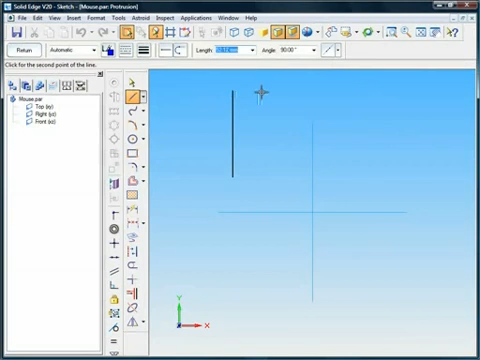 Solid Edge V20 - Sketch - [Mouse.par: Protrusion]
File Edit View Insert Format Tools Astroid Inspect Applications Window Help
Return Automatic Length: Angle: 90.00 °
Click for the second point of the line.
Mouse.par
Top (xy)
Right (yz)
Front (xz)
Y
X